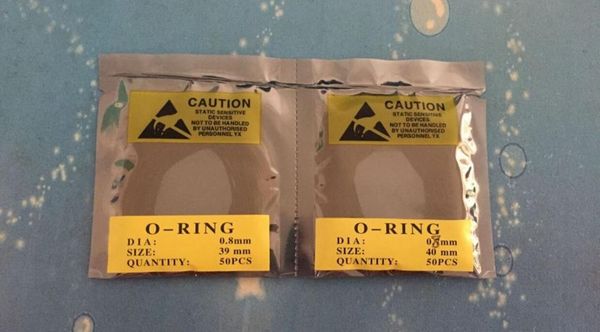 CAUTION
STATIC SENSITIVE
DEVICES
NOT TO BE HANDLED
BY UNAUTHORISED
PERSONNEL YX
O-RING
DIA: 0.8mm
SIZE: 39 mm
QUANTITY: 50PCS
CAUTION
STATIC SENSITIVE
DEVICES
NOT TO BE HANDLED
BY UNAUTHORISED
PERSONNEL YX
O-RING
DIA: 0.8mm
SIZE: 40 mm
QUANTITY: 50PCS